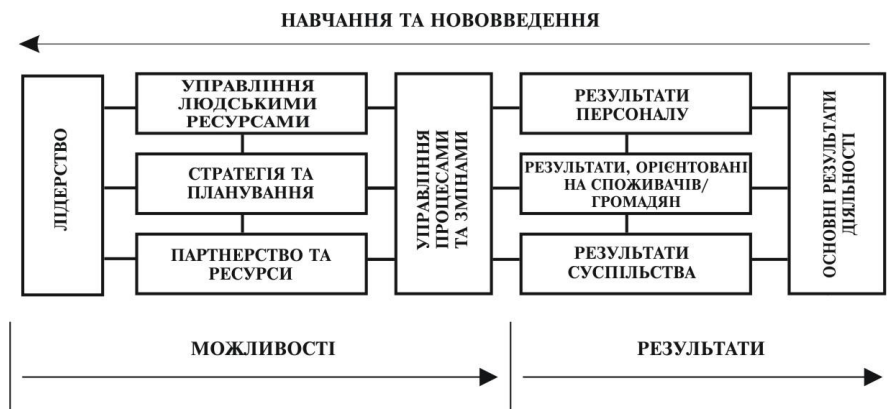 НАВЧАННЯ ТА НОВОВВЕДЕННЯ
ЛІДЕРСТВО
УПРАВЛІННЯ
ЛЮДСЬКИМИ
РЕСУРСАМИ
СТРАТЕГІЯ ТА
ПЛАНУВАННЯ
ПАРТНЕРСТВО ТА
РЕСУРСИ
УПРАВЛІННЯ
ПРОЦЕСАМИ
ТА ЗМІНАМИ
РЕЗУЛЬТАТИ
ПЕРСОНАЛУ
РЕЗУЛЬТАТИ, ОРІЄНТОВАНІ
НА СПОЖИВАЧІВ/
ГРОМАДЯН
РЕЗУЛЬТАТИ
СУСПІЛЬСТВА
ОСНОВНІ РЕЗУЛЬТАТИ
ДІЯЛЬНОСТІ
МОЖЛИВОСТІ
РЕЗУЛЬТАТИ